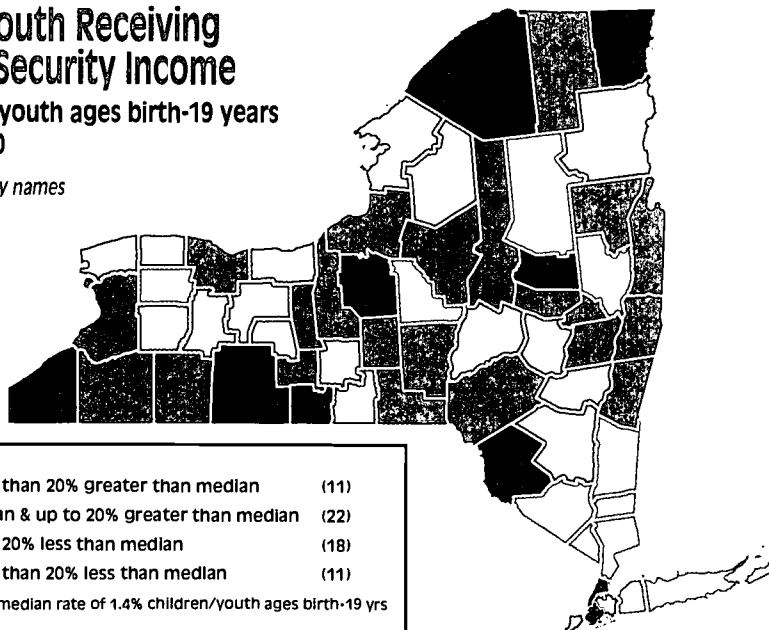 outh Receiving
Security Income
youth ages birth-19 years
0
y names
than 20% greater than median (11)
an & up to 20% greater than median (22)
20% less than median (18)
than 20% less than median (11)
median rate of 1.4% children/youth ages birth-19 yrs